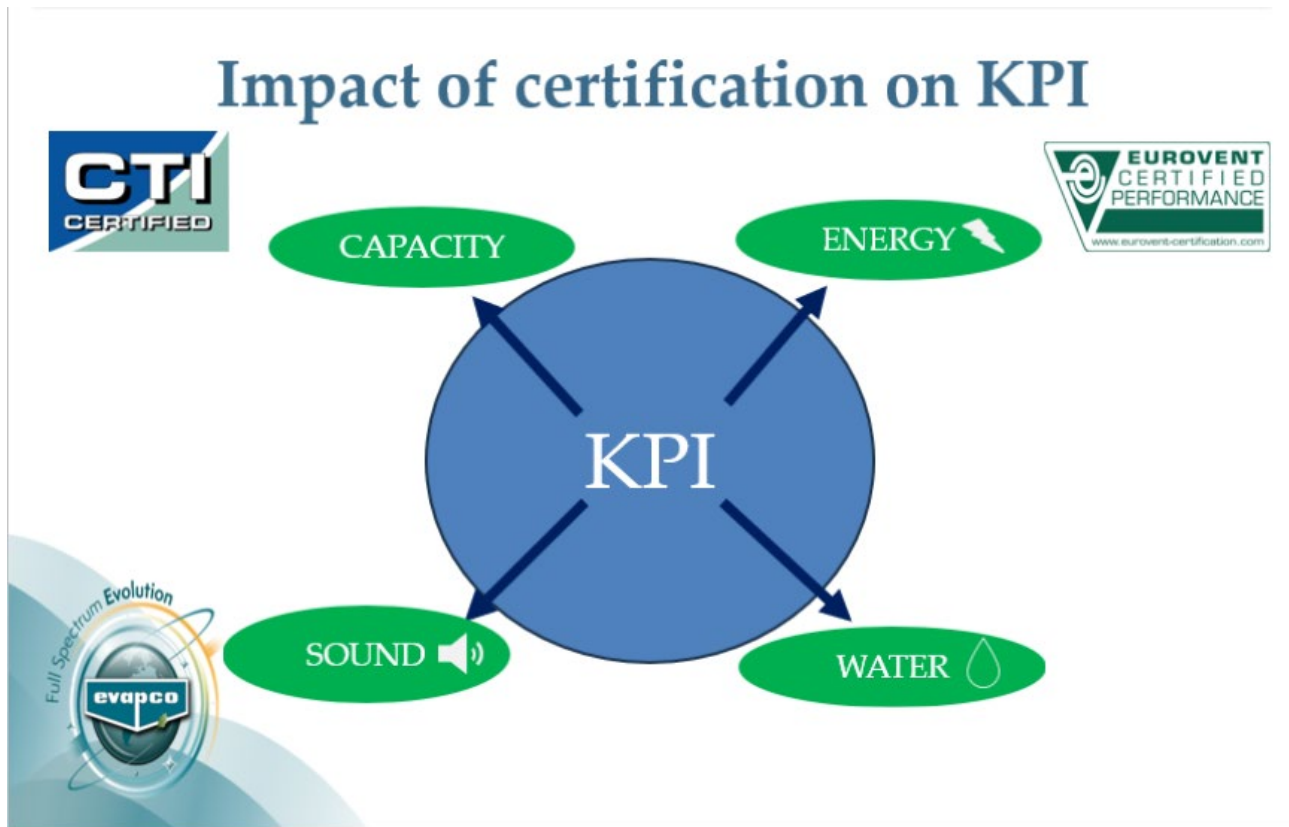 Impact of certification on KPI
CTI
CERTIFIED
EUROVENT
CERTIFIED
PERFORMANCE
www.eurovent-certification.com
CAPACITY
ENERGY
KPI
SOUND
WATER
Full Spectrum Evolution
evapco